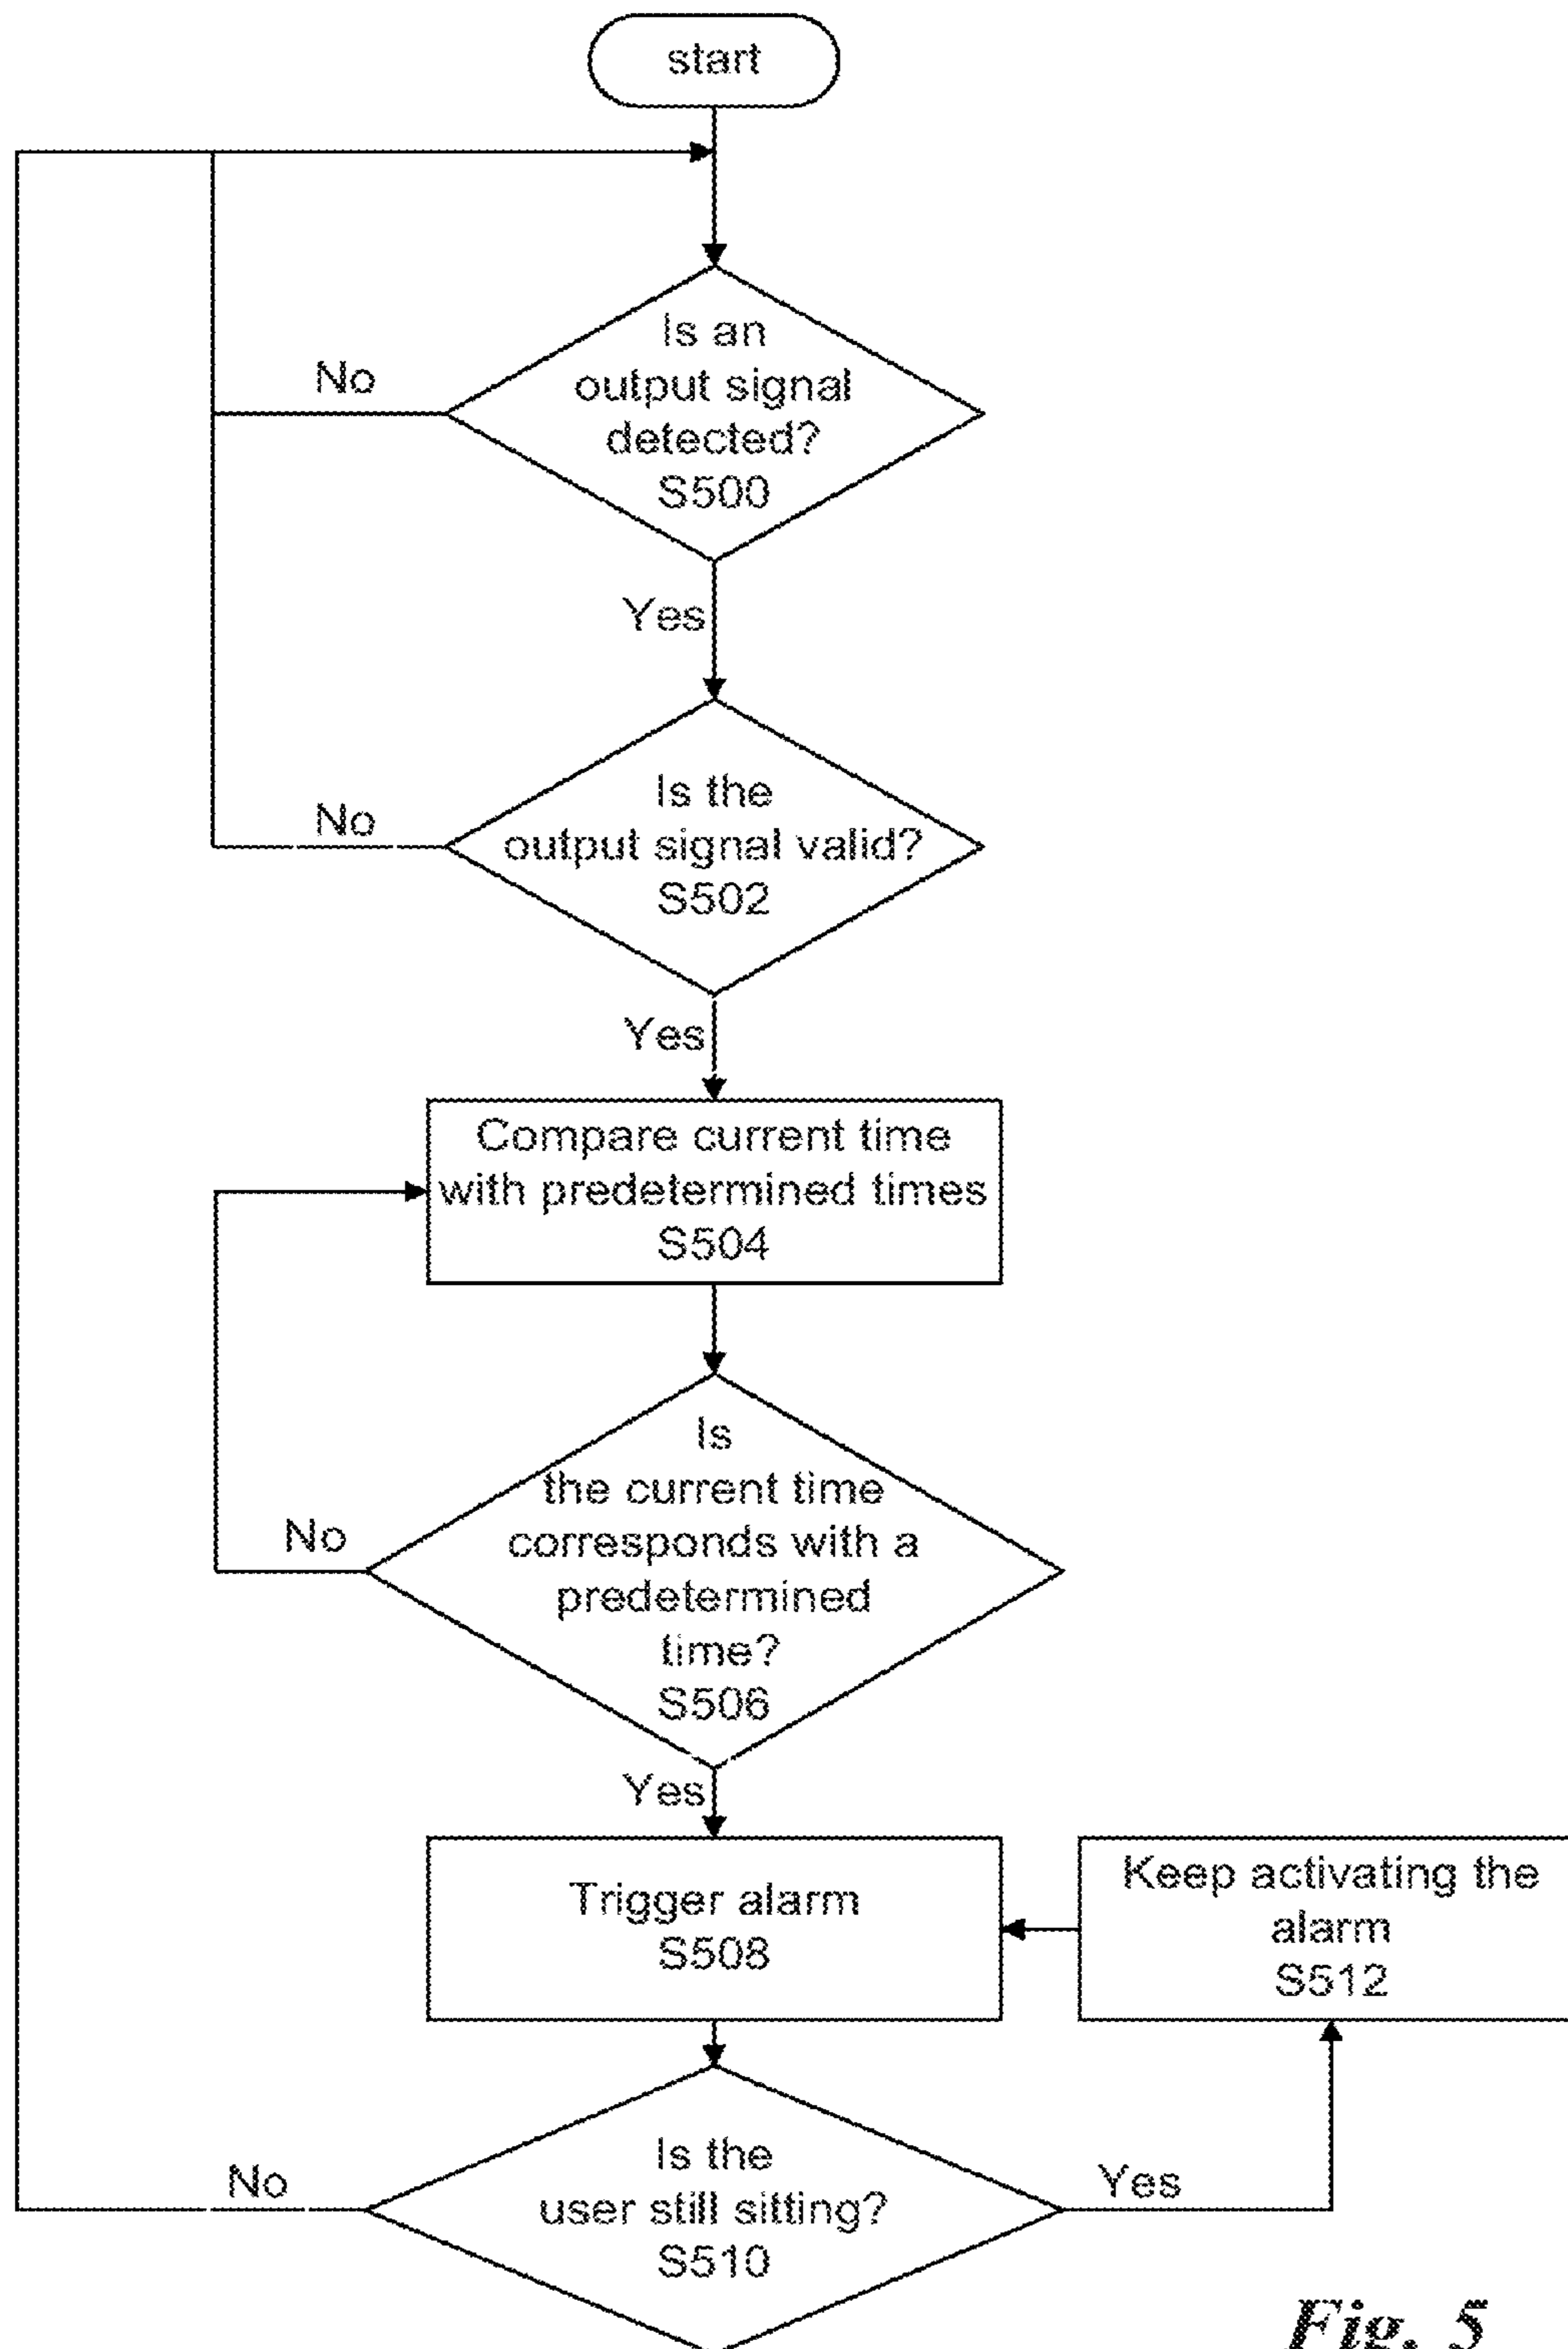 start
Is an
output signal
detected?
S500
No
Yes
Is the
output signal valid?
S502
No
Yes
Compare current time
with predetermined times
S504
Is
the current time
corresponds with a
predetermined
time?
S506
No
Yes
Trigger alarm
S508
Keep activating the
alarm
S512
Is the
user still sitting?
S510
No
Yes
Fig. 5